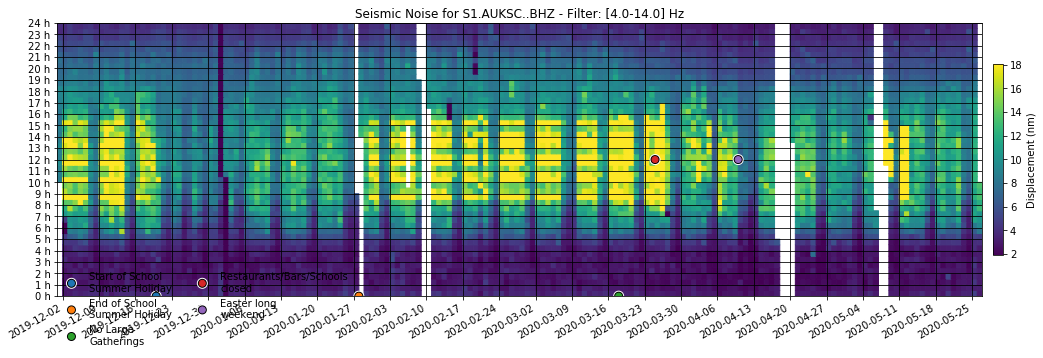 Seismic Noise for S1.AUKSC..BHZ - Filter: [4.0-14.0] Hz
24 h
23 h
22 h
21 h
20 h
19 h
18 h
17 h
16 h
15 h
14 h
13 h
12 h
11 h
10 h
9 h
8 h
7 h
6 h
5 h
4 h
3 h
2 h
1 h
0 h
18
16
14
12
10
8
6
4
2
Displacement (nm)
Start of School
Summer Holiday
End of School
Summer Holiday
No Large
Gatherings
Restaurants/Bars/Schools
closed
Easter long
weekend
2019-12-02
2020-01-20
2020-01-27
2020-02-03
2020-02-10
2020-02-17
2020-02-24
2020-03-02
2020-03-09
2020-03-16
2020-03-23
2020-03-30
2020-04-06
2020-04-13
2020-04-20
2020-04-27
2020-05-04
2020-05-11
2020-05-18
2020-05-25